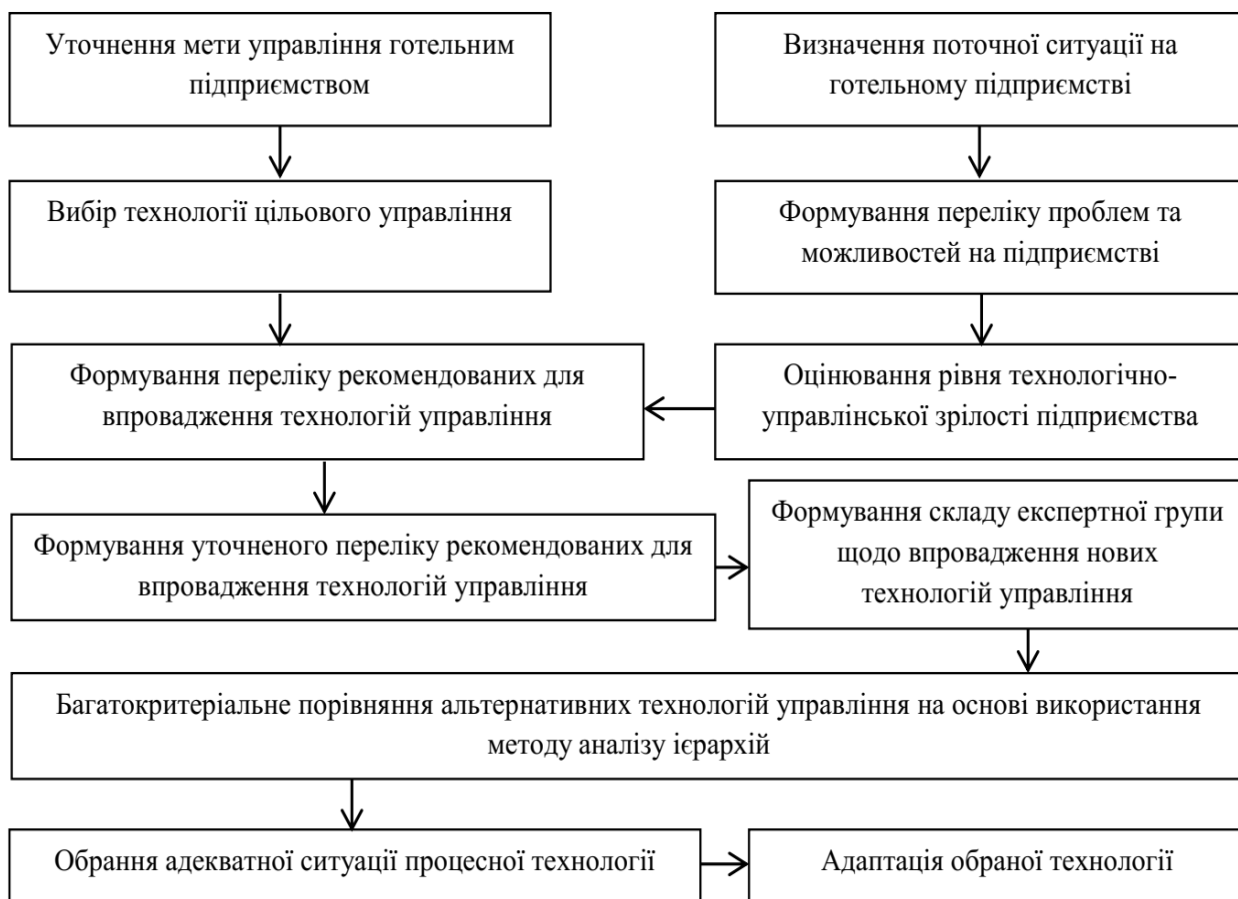 Уточнення мети управління готельним
підприємством
Визначення поточної ситуації на
готельному підприємстві
Вибір технології цільового управління
Формування переліку проблем та
можливостей на підприємстві
Формування переліку рекомендованих для
впровадження технологій управління
Оцінювання рівня технологічно-
управлінської зрілості підприємства
Формування уточненого переліку рекомендованих для
впровадження технологій управління
Формування складу експертної групи
щодо впровадження нових
технологій управління
Багатокритеріальне порівняння альтернативних технологій управління на основі використання
методу аналізу ієрархій
Обрання адекватної ситуації процесної технології
Адаптація обраної технології